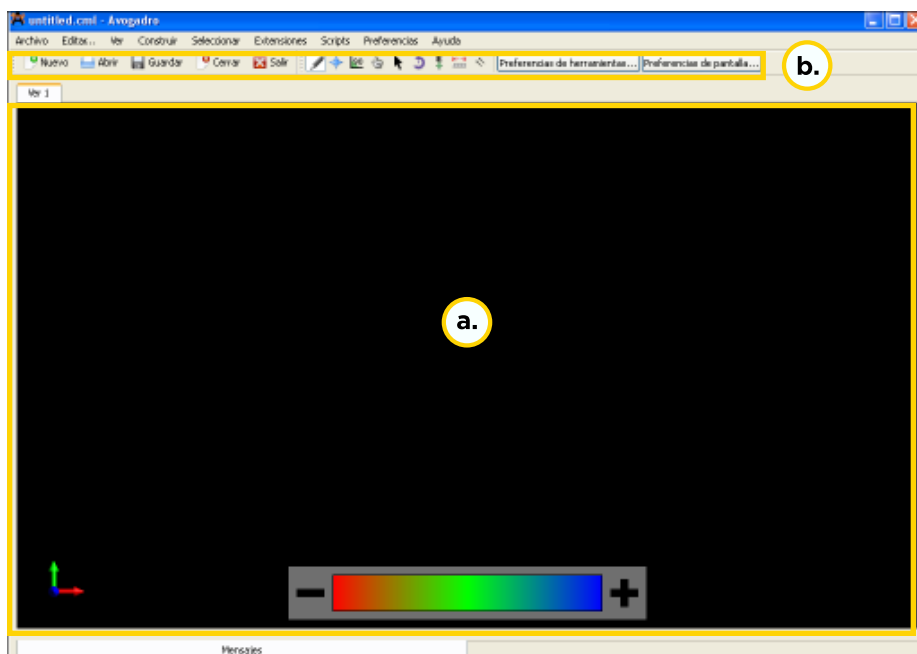 untitled.cml - Avogadro
Archivo Editar... Ver Construir Seleccionar Extensiones Scripts Preferencias Ayuda
Nuevo Abrir Guardar Cerrar Salir Preferencias de herramientas... Preferencias de pantalla... b.
Ver 1
a.
Mensajes